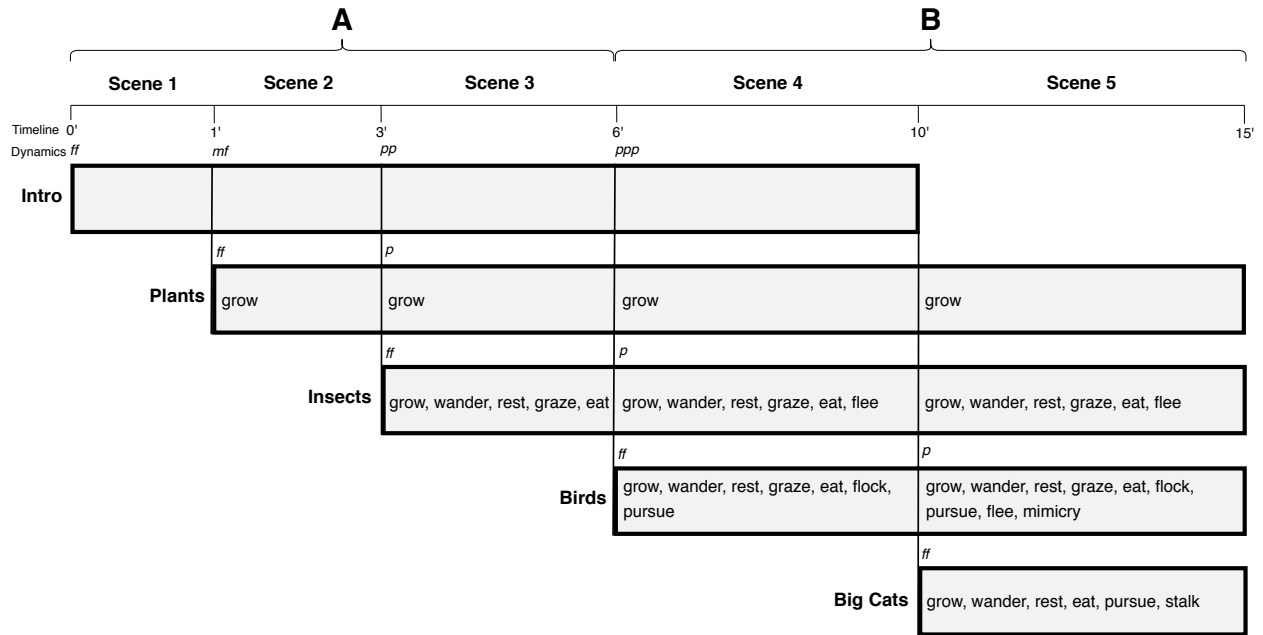 A B
Scene 1 Scene 2 Scene 3 Scene 4 Scene 5
Timeline 0' 1' 3' 6' 10' 15'
Dynamics ff mf pp ppp
Intro
ff p
Plants grow grow grow grow
ff p
Insects grow, wander, rest, graze, eat grow, wander, rest, graze, eat, flee grow, wander, rest, graze, eat, flee
ff p
Birds
grow, wander, rest, graze, eat, flock,
pursue
grow, wander, rest, graze, eat, flock,
pursue, flee, mimicry
ff
Big Cats grow, wander, rest, eat, pursue, stalk